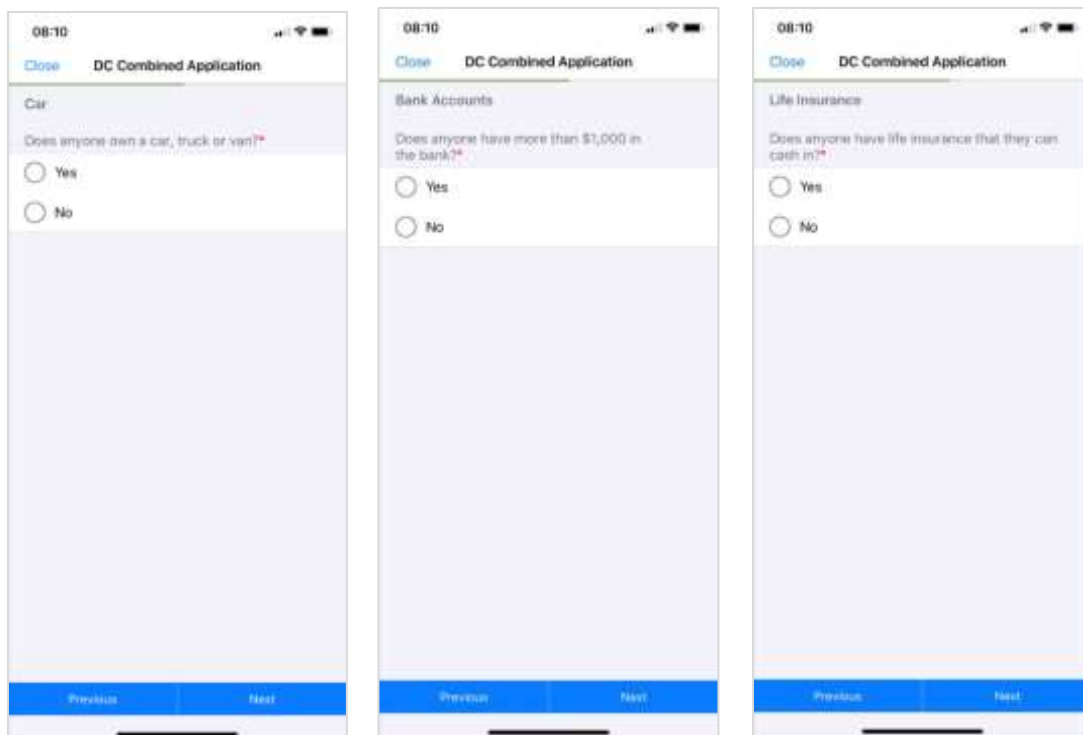 08:10
Close DC Combined Application
Car
Does anyone own a car, truck or van?*
Yes
No
Previous Next
08:10
Close DC Combined Application
Bank Accounts
Does anyone have more than $1,000 in
the bank?*
Yes
No
Previous Next
08:10
Close DC Combined Application
Life Insurance
Does anyone have life insurance that they can
cash in?*
Yes
No
Previous Next